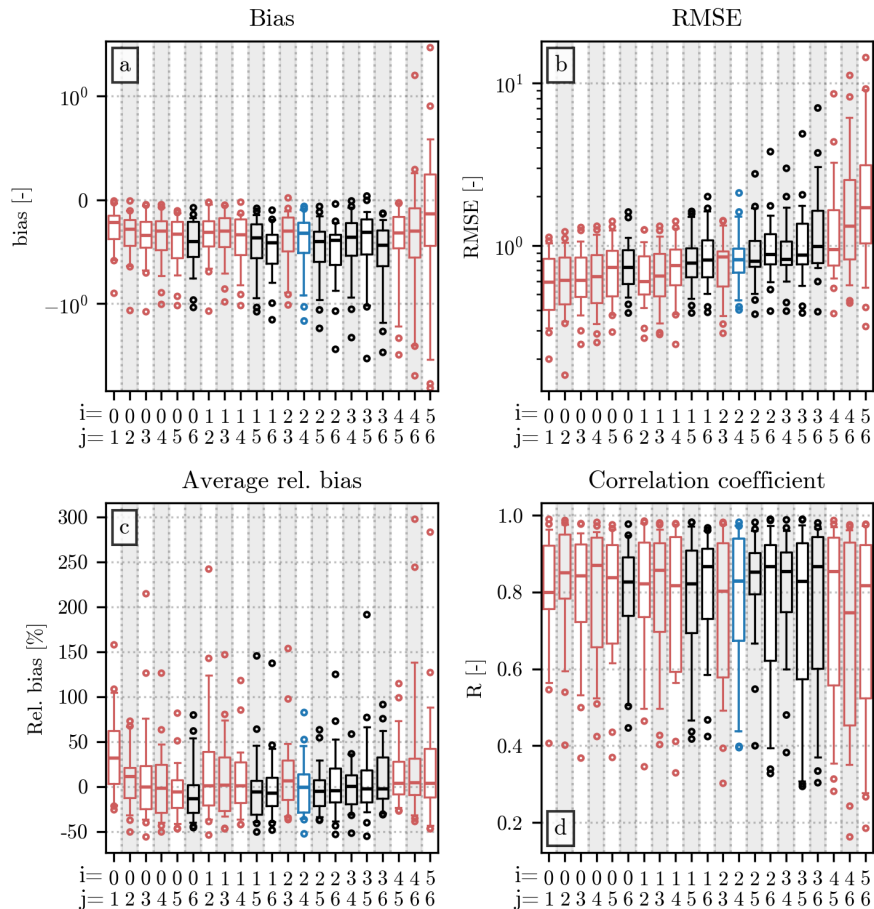 Bias
a
10⁰
0
−10⁰
bias [-]
i= 0 0 0 0 0 0 1 1 1 1 1 2 2 2 2 3 3 3 4 4 5
j= 1 2 3 4 5 6 2 3 4 5 6 3 4 5 6 4 5 6 5 6 6
RMSE
b
10¹
10⁰
RMSE [-]
i= 0 0 0 0 0 0 1 1 1 1 1 2 2 2 2 3 3 3 4 4 5
j= 1 2 3 4 5 6 2 3 4 5 6 3 4 5 6 4 5 6 5 6 6
Average rel. bias
c
300
250
200
150
100
50
0
-50
Rel. bias [%]
i= 0 0 0 0 0 0 1 1 1 1 1 2 2 2 2 3 3 3 4 4 5
j= 1 2 3 4 5 6 2 3 4 5 6 3 4 5 6 4 5 6 5 6 6
Correlation coefficient
1.0
0.8
0.6
0.4
0.2
R [-]
d
i= 0 0 0 0 0 0 1 1 1 1 1 2 2 2 2 3 3 3 4 4 5
j= 1 2 3 4 5 6 2 3 4 5 6 3 4 5 6 4 5 6 5 6 6